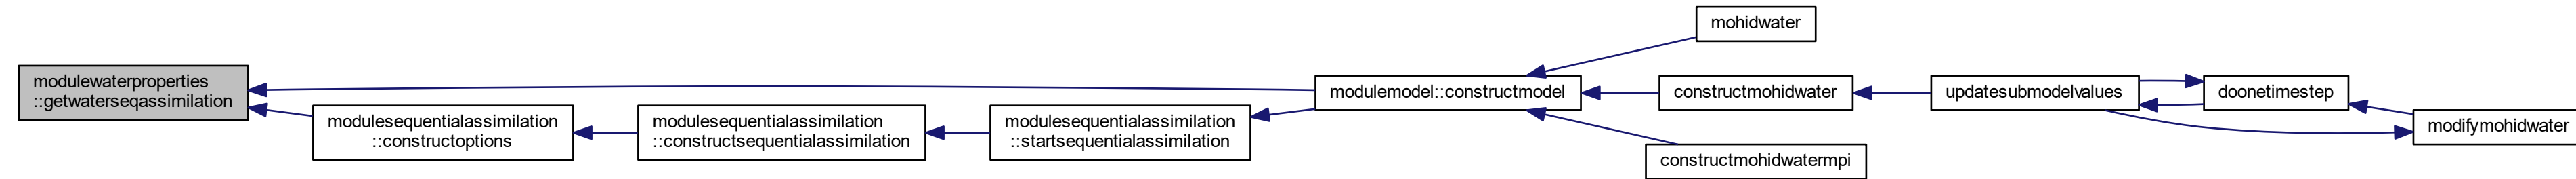 mohidwater
modulewaterproperties
::getwaterseqassimilation
modulemodel::constructmodel
constructmohidwater
updatesubmodelvalues
doonetimestep
modulesequentialassimilation
::constructoptions
modulesequentialassimilation
::constructsequentialassimilation
modulesequentialassimilation
::startsequentialassimilation
modifymohidwater
constructmohidwatermpi